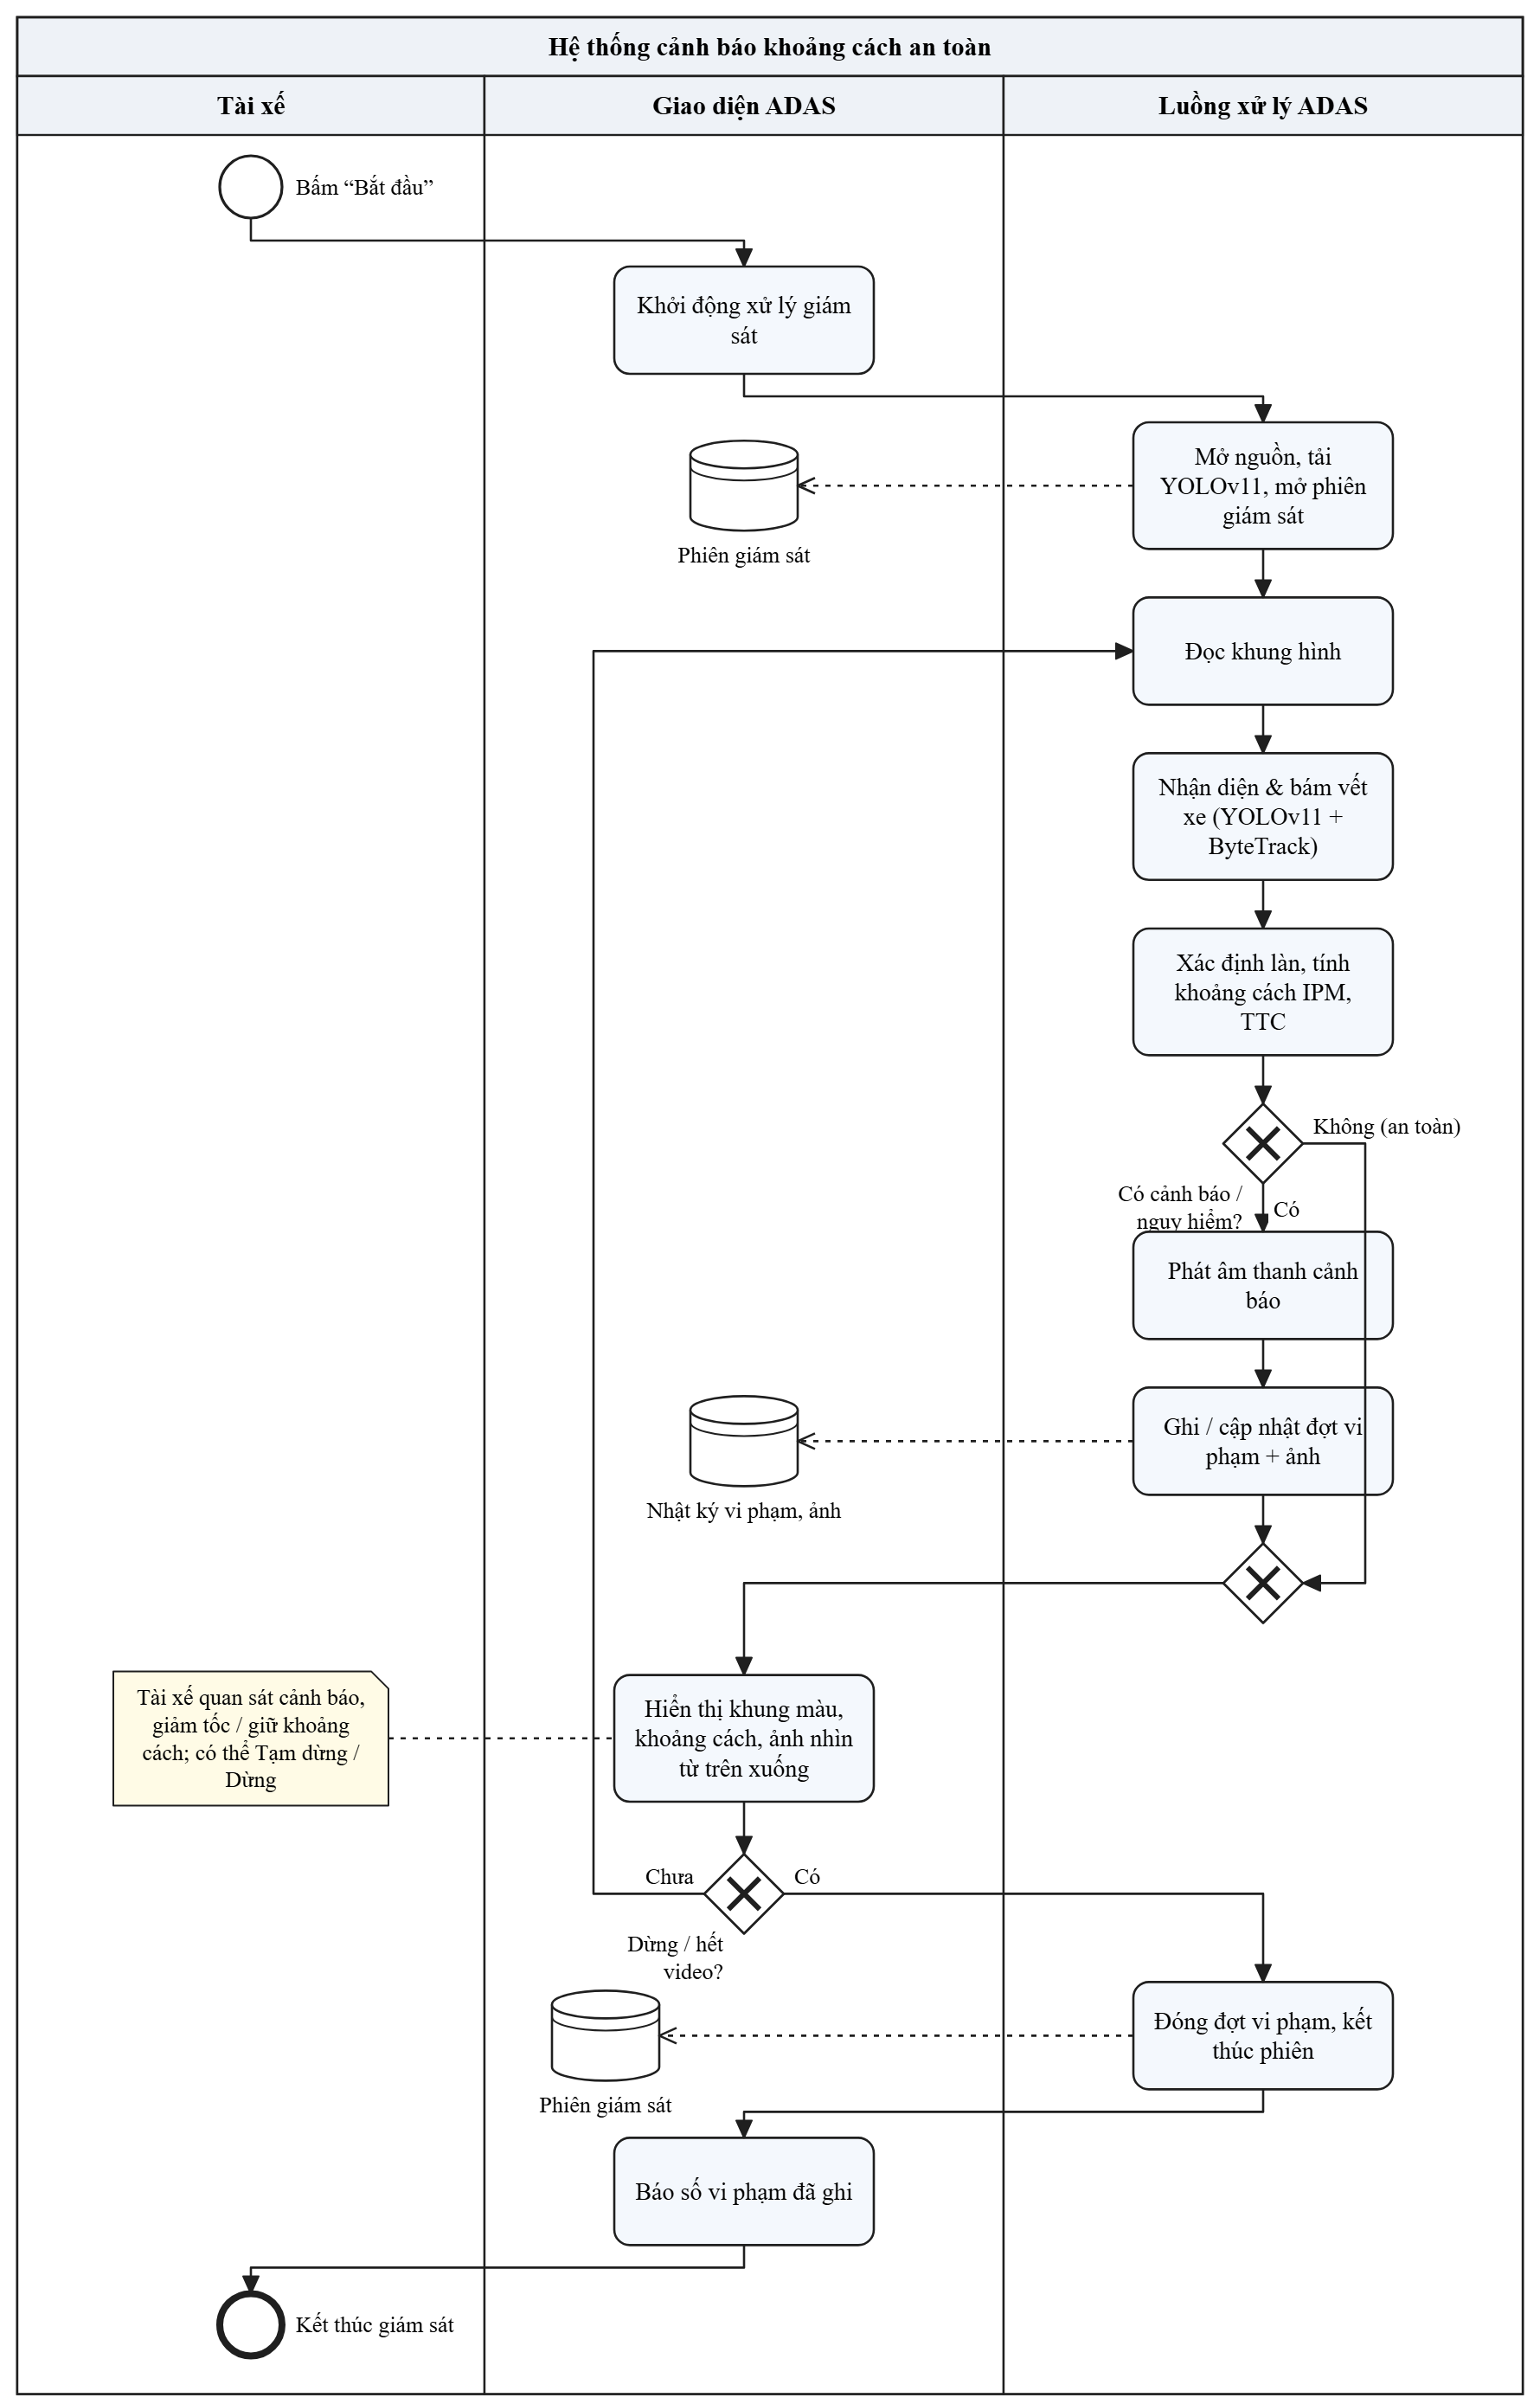 Hệ thống cảnh báo khoảng cách an toàn
Tài xế
Giao diện ADAS
Luồng xử lý ADAS
Bấm “Bắt đầu”
Khởi động xử lý giám
sát
Mở nguồn, tải
YOLOv11, mở phiên
giám sát
Phiên giám sát
Đọc khung hình
Nhận diện & bám vết
xe (YOLOv11 +
ByteTrack)
Xác định làn, tính
khoảng cách IPM,
TTC
Không (an toàn)
Có cảnh báo /
nguy hiểm?
Có
Phát âm thanh cảnh
báo
Ghi / cập nhật đợt vi
phạm + ảnh
Nhật ký vi phạm, ảnh
Tài xế quan sát cảnh báo,
giảm tốc / giữ khoảng
cách; có thể Tạm dừng /
Dừng
Hiển thị khung màu,
khoảng cách, ảnh nhìn
từ trên xuống
Chưa
Có
Dừng / hết
video?
Đóng đợt vi phạm, kết
thúc phiên
Phiên giám sát
Báo số vi phạm đã ghi
Kết thúc giám sát